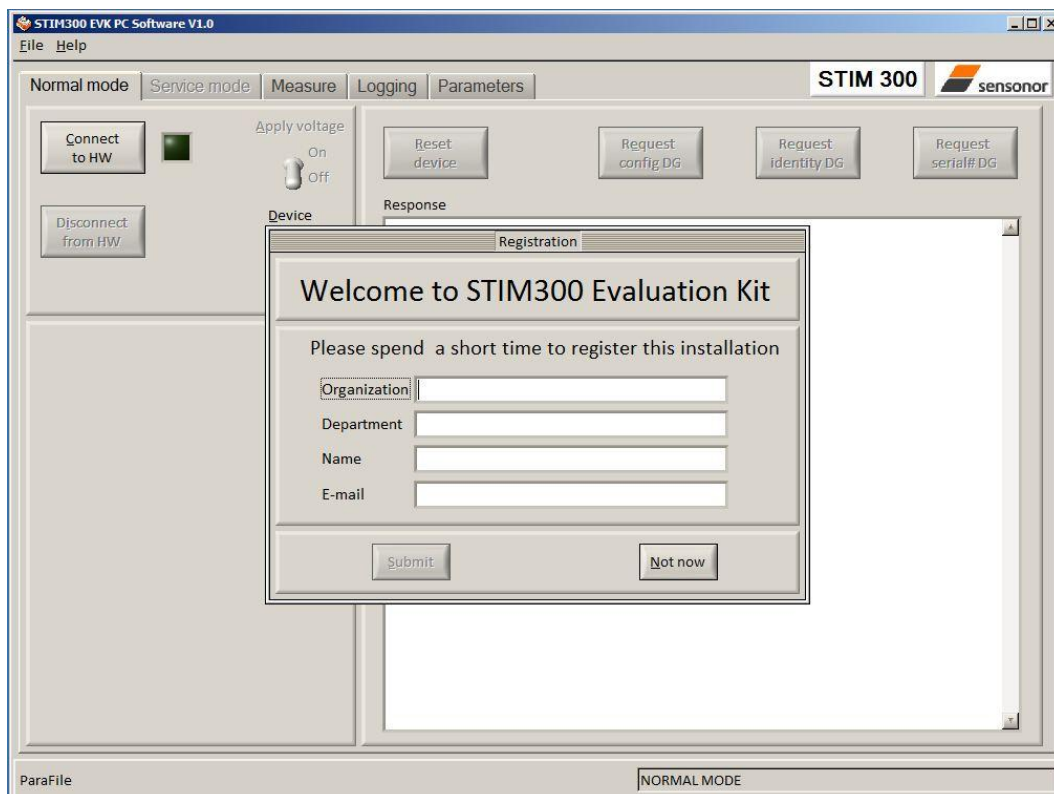 STIM300 EVK PC Software V1.0
File Help
Normal mode Service mode Measure Logging Parameters
STIM 300
sensonor
Connect to HW
Apply voltage
On
Off
Disconnect from HW
Device
Reset device
Request config DG
Request identity DG
Request serial# DG
Response
Registration
Welcome to STIM300 Evaluation Kit
Please spend a short time to register this installation
Organization
Department
Name
E-mail
Submit
Not now
ParaFile
NORMAL MODE